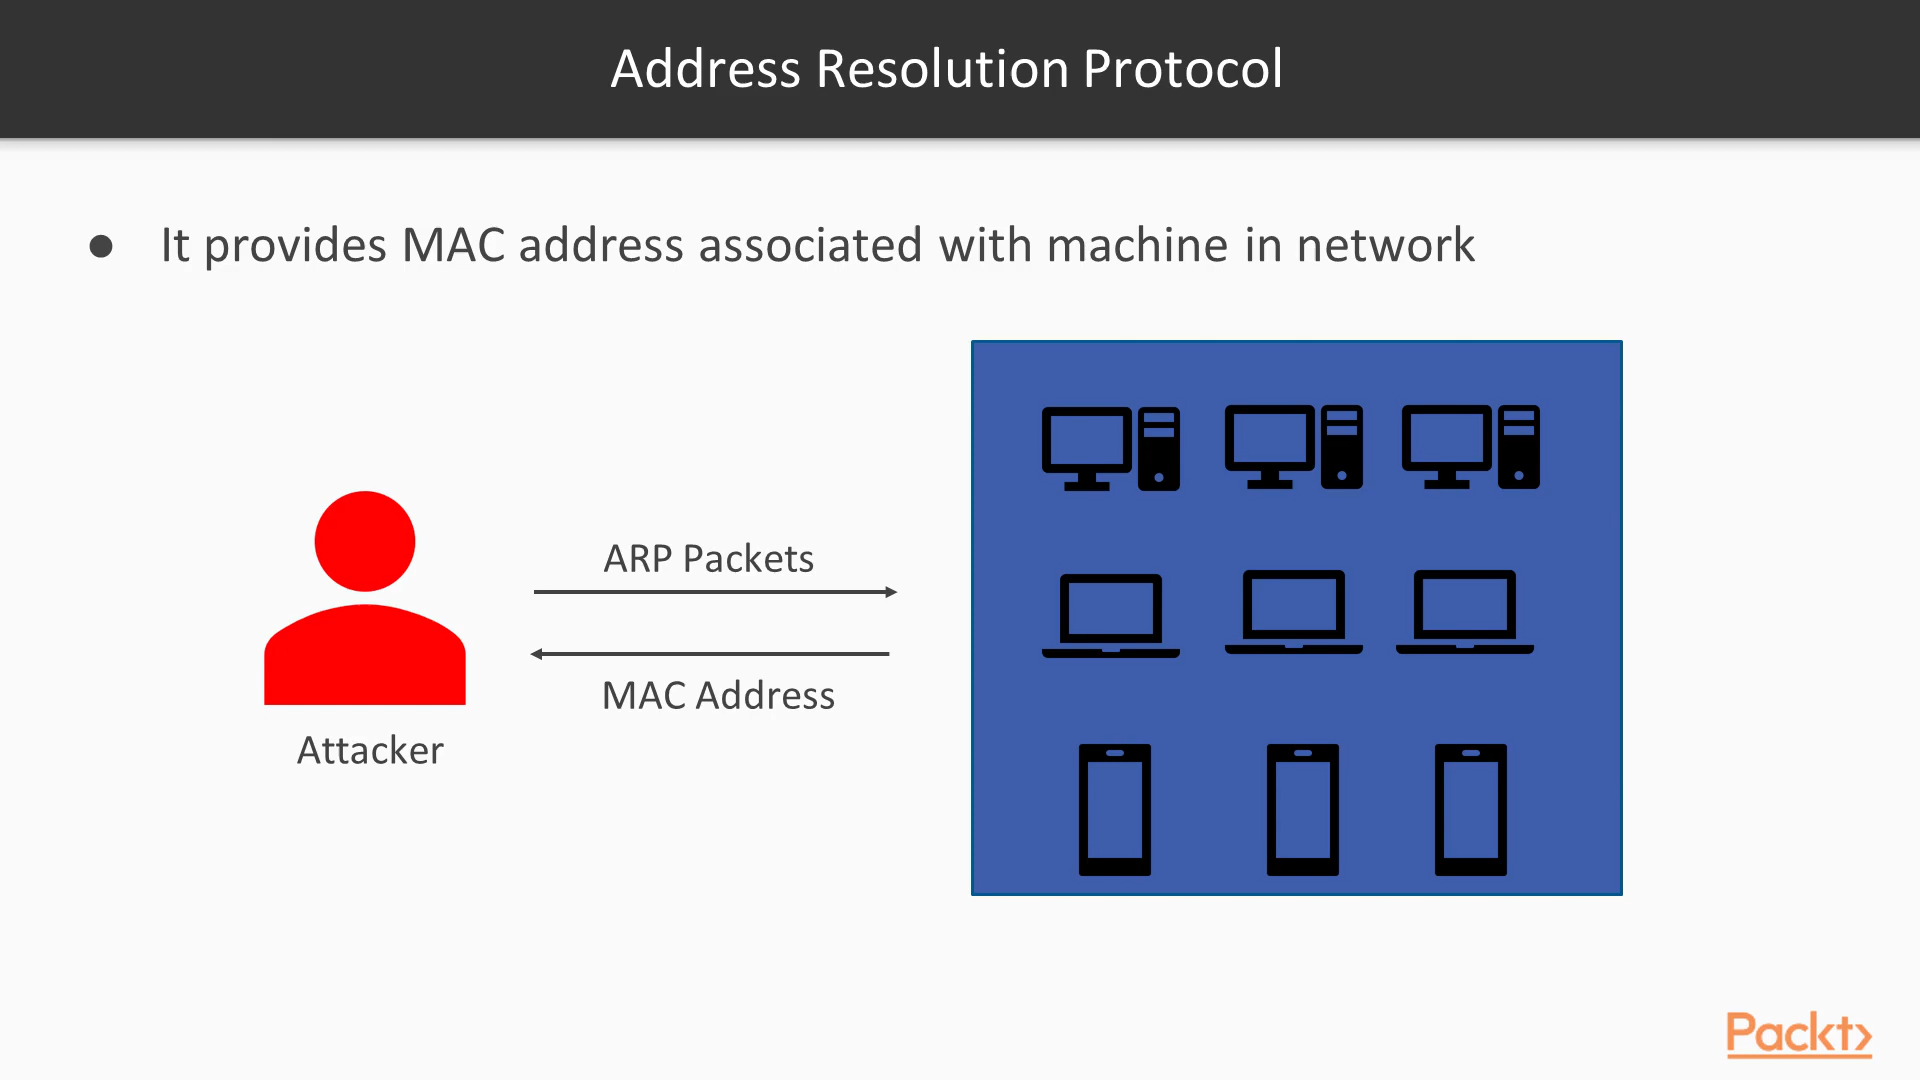 Address Resolution Protocol
● It provides MAC address associated with machine in network
ARP Packets
MAC Address
Attacker
Packt>